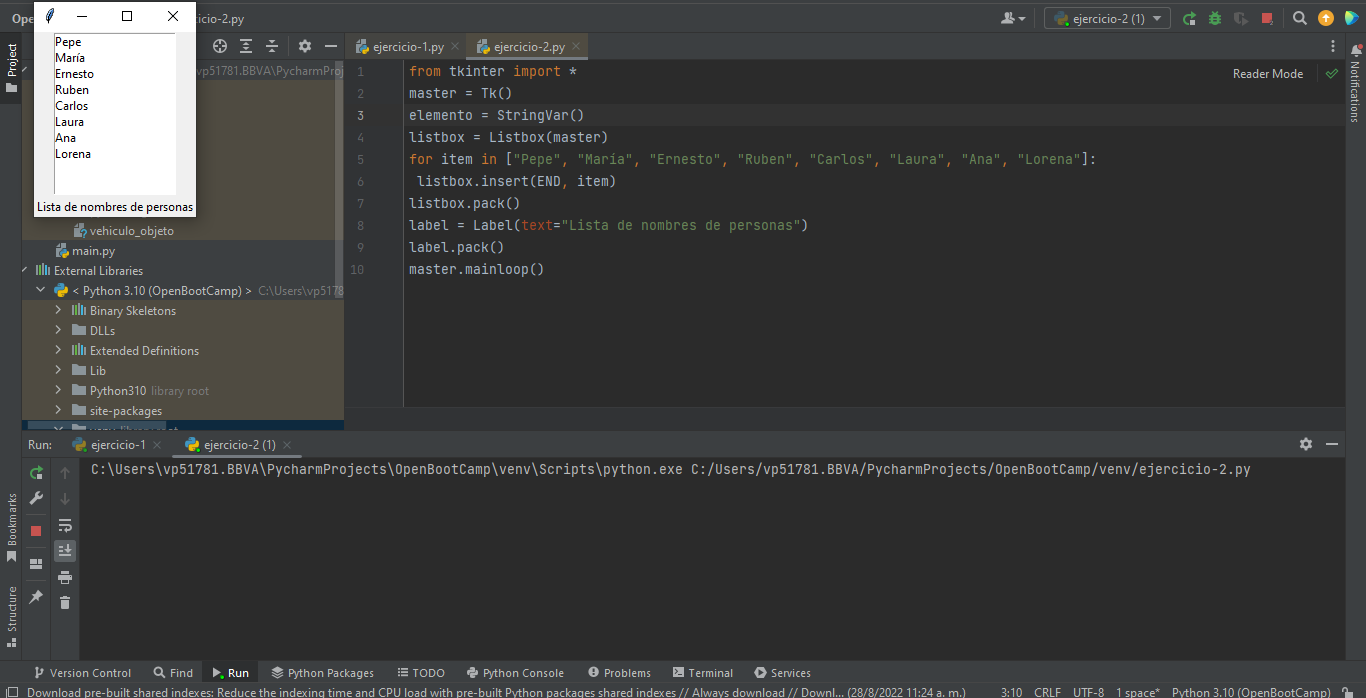 Ope
cicio-2.py
ejercicio-2 (1)
Pepe
María
Ernesto
Ruben
Carlos
Laura
Ana
Lorena
Lista de nombres de personas
Project
vp51781.BBVA\PycharmProj
vehiculo_objeto
main.py
External Libraries
< Python 3.10 (OpenBootCamp) > C:\Users\vp5178
Binary Skeletons
DLLs
Extended Definitions
Lib
Python310 library root
site-packages
venv library root
ejercicio-1.py
ejercicio-2.py
Reader Mode
Notifications
1 from tkinter import *
2 master = Tk()
3 elemento = StringVar()
4 listbox = Listbox(master)
5 for item in ["Pepe", "María", "Ernesto", "Ruben", "Carlos", "Laura", "Ana", "Lorena"]:
6 listbox.insert(END, item)
7 listbox.pack()
8 label = Label(text="Lista de nombres de personas")
9 label.pack()
10 master.mainloop()
Run: ejercicio-1 ejercicio-2 (1)
C:\Users\vp51781.BBVA\PycharmProjects\OpenBootCamp\venv\Scripts\python.exe C:/Users/vp51781.BBVA/PycharmProjects/OpenBootCamp/venv/ejercicio-2.py
Bookmarks
Structure
Version Control Find Run Python Packages TODO Python Console Problems Terminal Services
Download pre-built shared indexes: Reduce the indexing time and CPU load with pre-built Python packages shared indexes // Always download // Downl... (28/8/2022 11:24 a. m.) 3:10 CRLF UTF-8 1 space* Python 3.10 (OpenBootCamp)